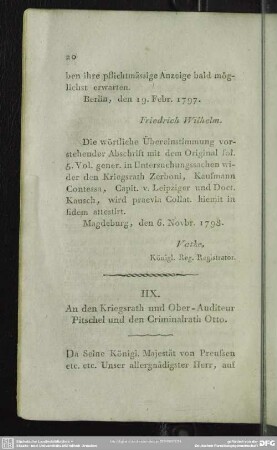 20
ben ihre pflichtmässige Anzeige bald mög-
lichst erwarten.
Berlin, den 19. Febr. 1797.
Friedrich Wilhelm.
Die wörtliche Übereinstimmung vor-
stehender Abschrift mit dem Original fol.
g. Vol. gener. in Untersuchungssachen wi-
der den Kriegsrath Zerboni, Kaufmann
Contessa, Capit. v. Leipziger und Doct.
Kausch, wird praevia Collat. hiemit in
fidem attestirt.
Magdeburg, den 6. Novbr. 1798.
Königl. Reg. Registrator.
IIX.
An den Kriegsrath und Ober-Auditeur
Pitschel und den Criminalrath Otto.
Da Seine Königl. Majestät von Preußen
etc. etc. Unser allergnädigster Herr, auf
DFG